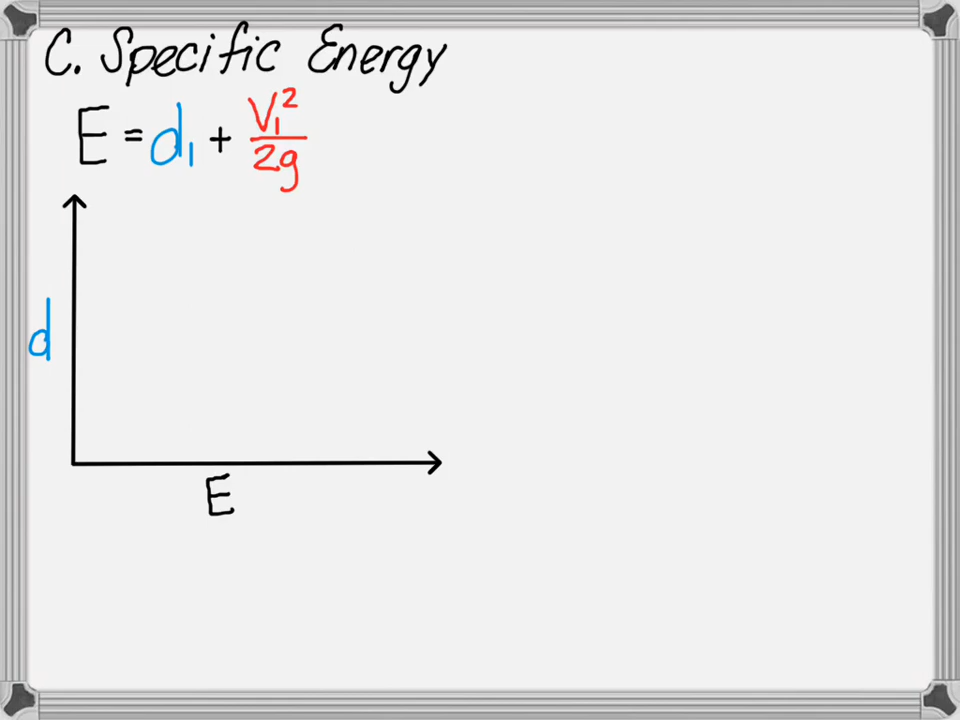 C. Specific Energy
E = d₁ + V₁²/2g
d
E